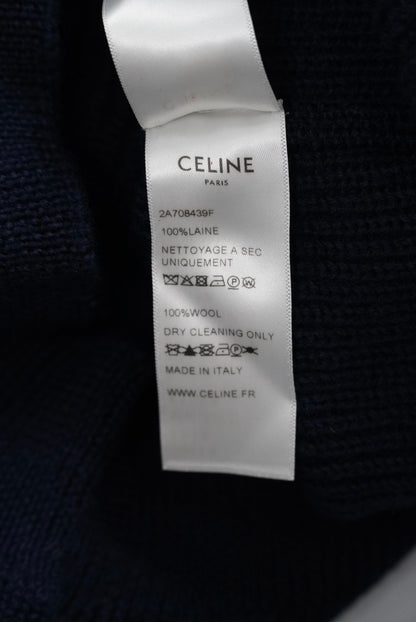 CELINE
PARIS
2A708439F
100%LAINE
NETTOYAGE A SEC
UNIQUEMENT
100%WOOL
DRY CLEANING ONLY
MADE IN ITALY
WWW.CELINE.FR